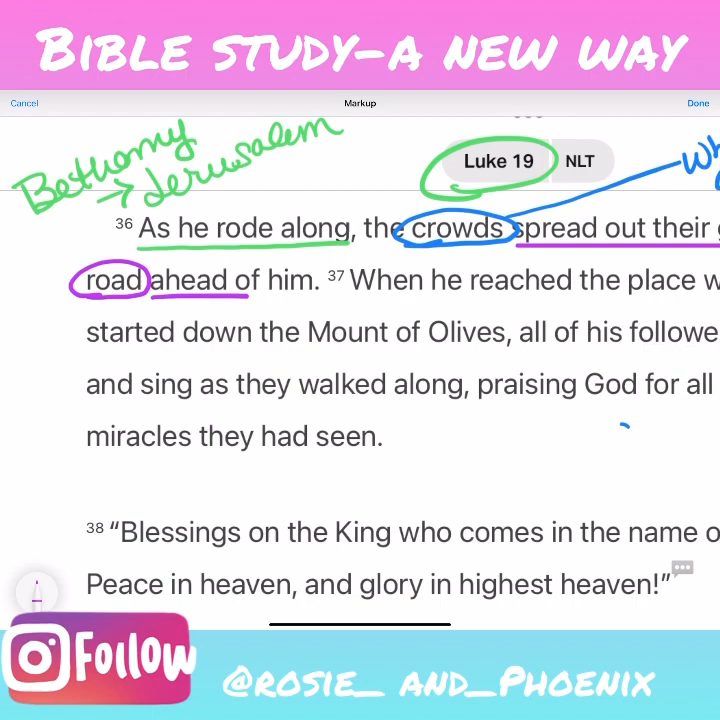 BIBLE STUDY-A NEW WAY
Cancel
Markup
Done
Bethany
→ Jerusalem
Luke 19
NLT
Wh
36 As he rode along, the crowds spread out their g
road ahead of him. 37 When he reached the place w
started down the Mount of Olives, all of his followe
and sing as they walked along, praising God for all
miracles they had seen.
38 “Blessings on the King who comes in the name o
Peace in heaven, and glory in highest heaven!”
Follow
@ROSIE_AND_PHOENIX